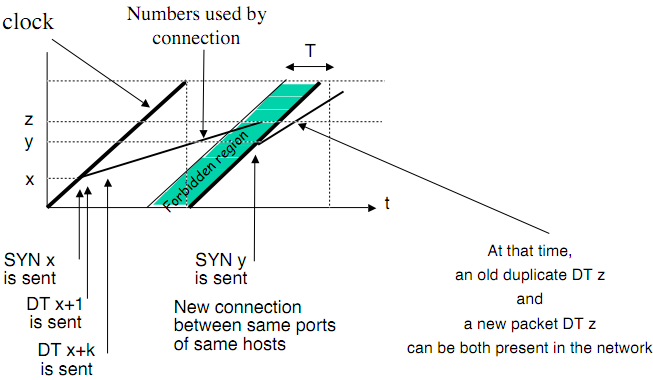 clock
Numbers used by
connection
T
z
y
x
Forbidden region
t
SYN x
is sent
DT x+1
is sent
DT x+k
is sent
SYN y
is sent
New connection
between same ports
of same hosts
At that time,
an old duplicate DT z
and
a new packet DT z
can be both present in the network